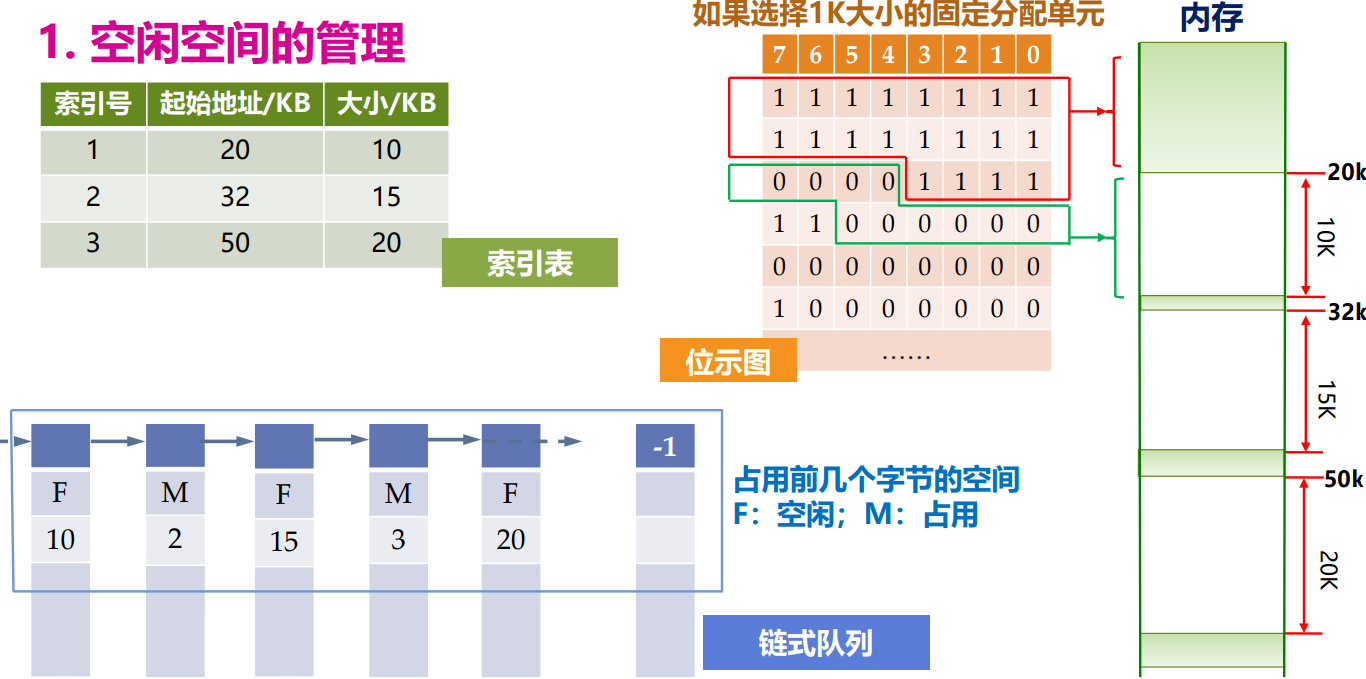 1. 空闲空间的管理
索引号 起始地址/KB 大小/KB
1 20 10
2 32 15
3 50 20
索引表
如果选择1K大小的固定分配单元
7 6 5 4 3 2 1 0
1 1 1 1 1 1 1 1
1 1 1 1 1 1 1 1
0 0 0 0 1 1 1 1
1 1 0 0 0 0 0 0
0 0 0 0 0 0 0 0
1 0 0 0 0 0 0 0
……
位示图
内存
20k
10K
32k
15K
50k
20K
-1
F M F M F
10 2 15 3 20
占用前几个字节的空间
F：空闲；M：占用
链式队列